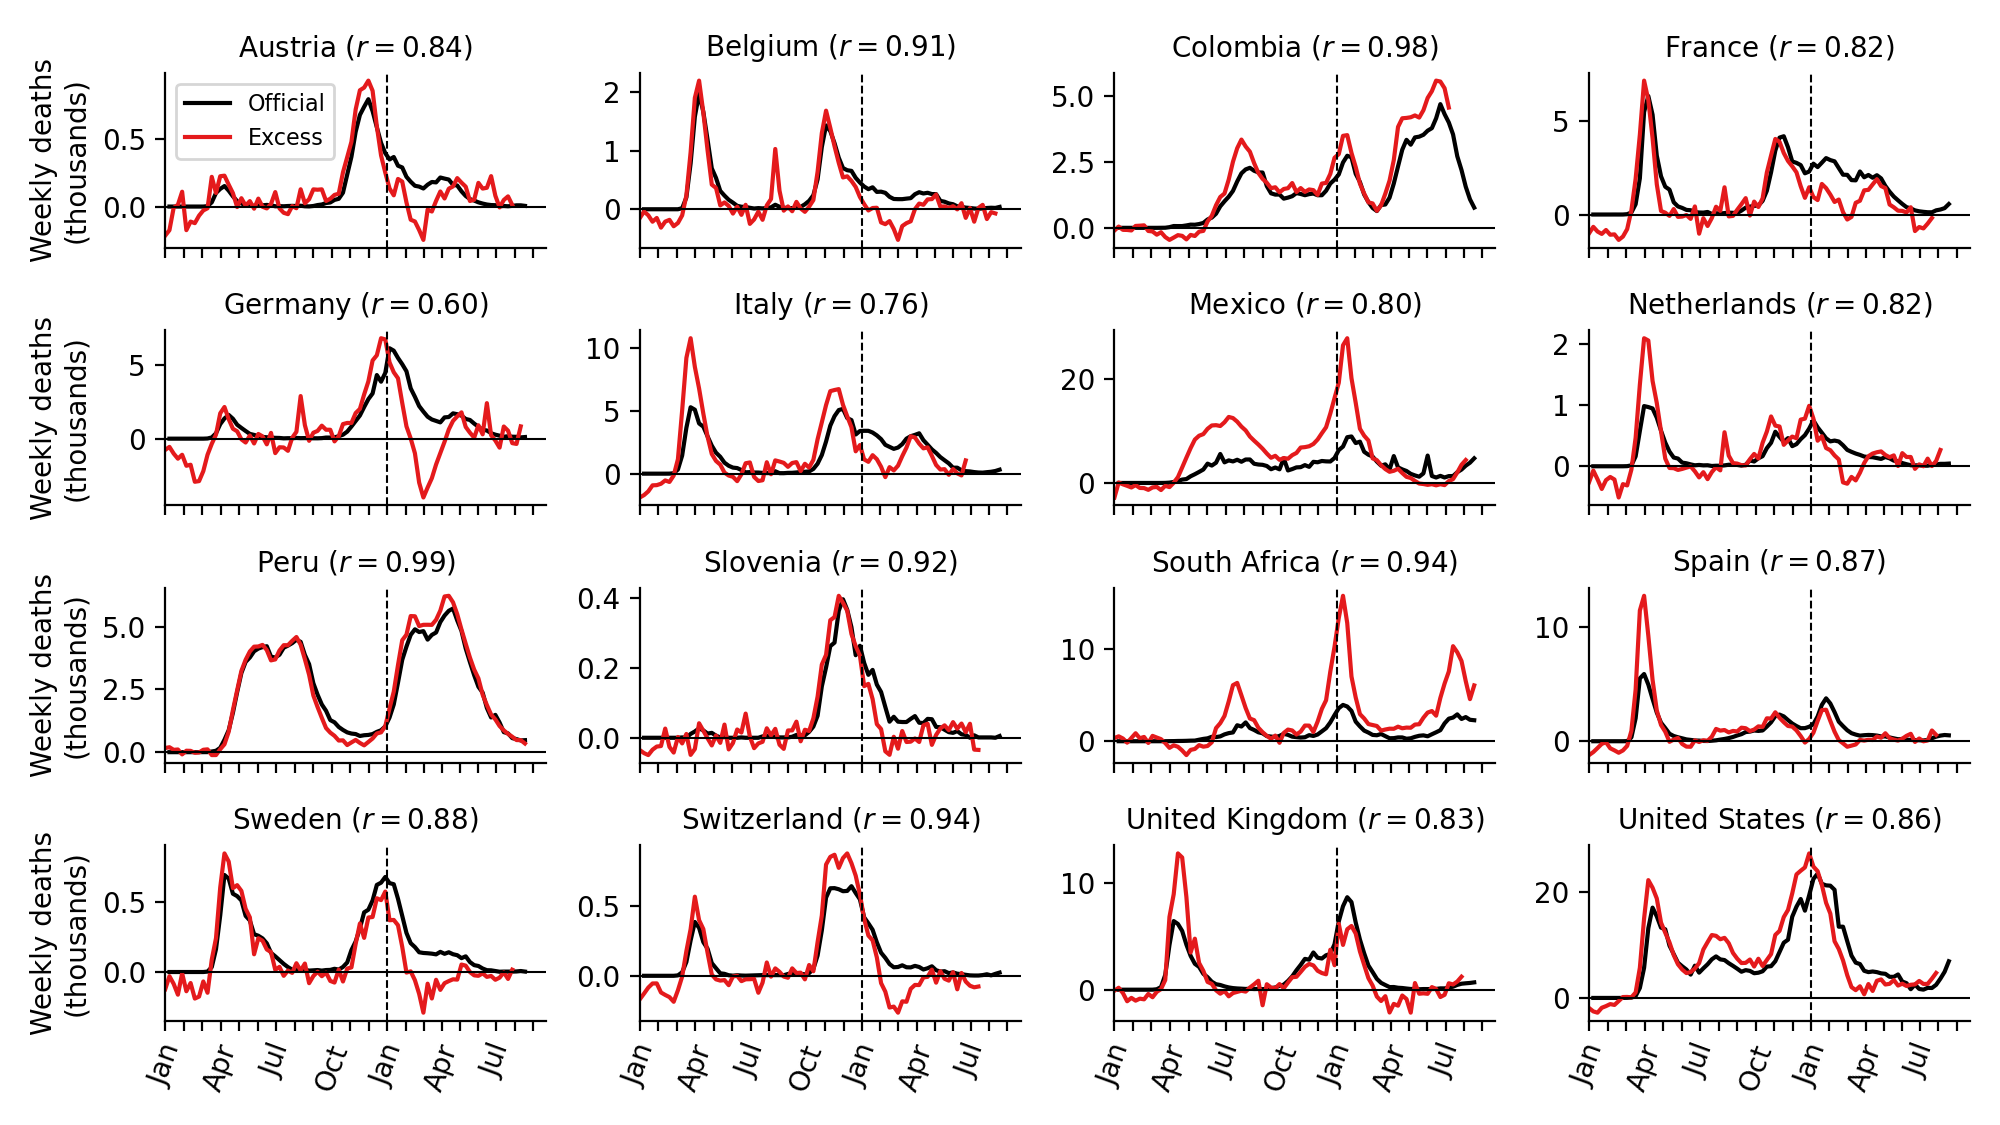 Austria (r = 0.84)
Belgium (r = 0.91)
Colombia (r = 0.98)
France (r = 0.82)
Weekly deaths
(thousands)
0.5
0.0
Official
Excess
2
1
0
5.0
2.5
0.0
5
0
Germany (r = 0.60)
Italy (r = 0.76)
Mexico (r = 0.80)
Netherlands (r = 0.82)
Weekly deaths
(thousands)
5
0
10
5
0
20
0
2
1
0
Peru (r = 0.99)
Slovenia (r = 0.92)
South Africa (r = 0.94)
Spain (r = 0.87)
Weekly deaths
(thousands)
5.0
2.5
0.0
0.4
0.2
0.0
10
0
10
0
Sweden (r = 0.88)
Switzerland (r = 0.94)
United Kingdom (r = 0.83)
United States (r = 0.86)
Weekly deaths
(thousands)
0.5
0.0
0.5
0.0
10
0
20
0
Jan Apr Jul Oct Jan Apr Jul
Jan Apr Jul Oct Jan Apr Jul
Jan Apr Jul Oct Jan Apr Jul
Jan Apr Jul Oct Jan Apr Jul